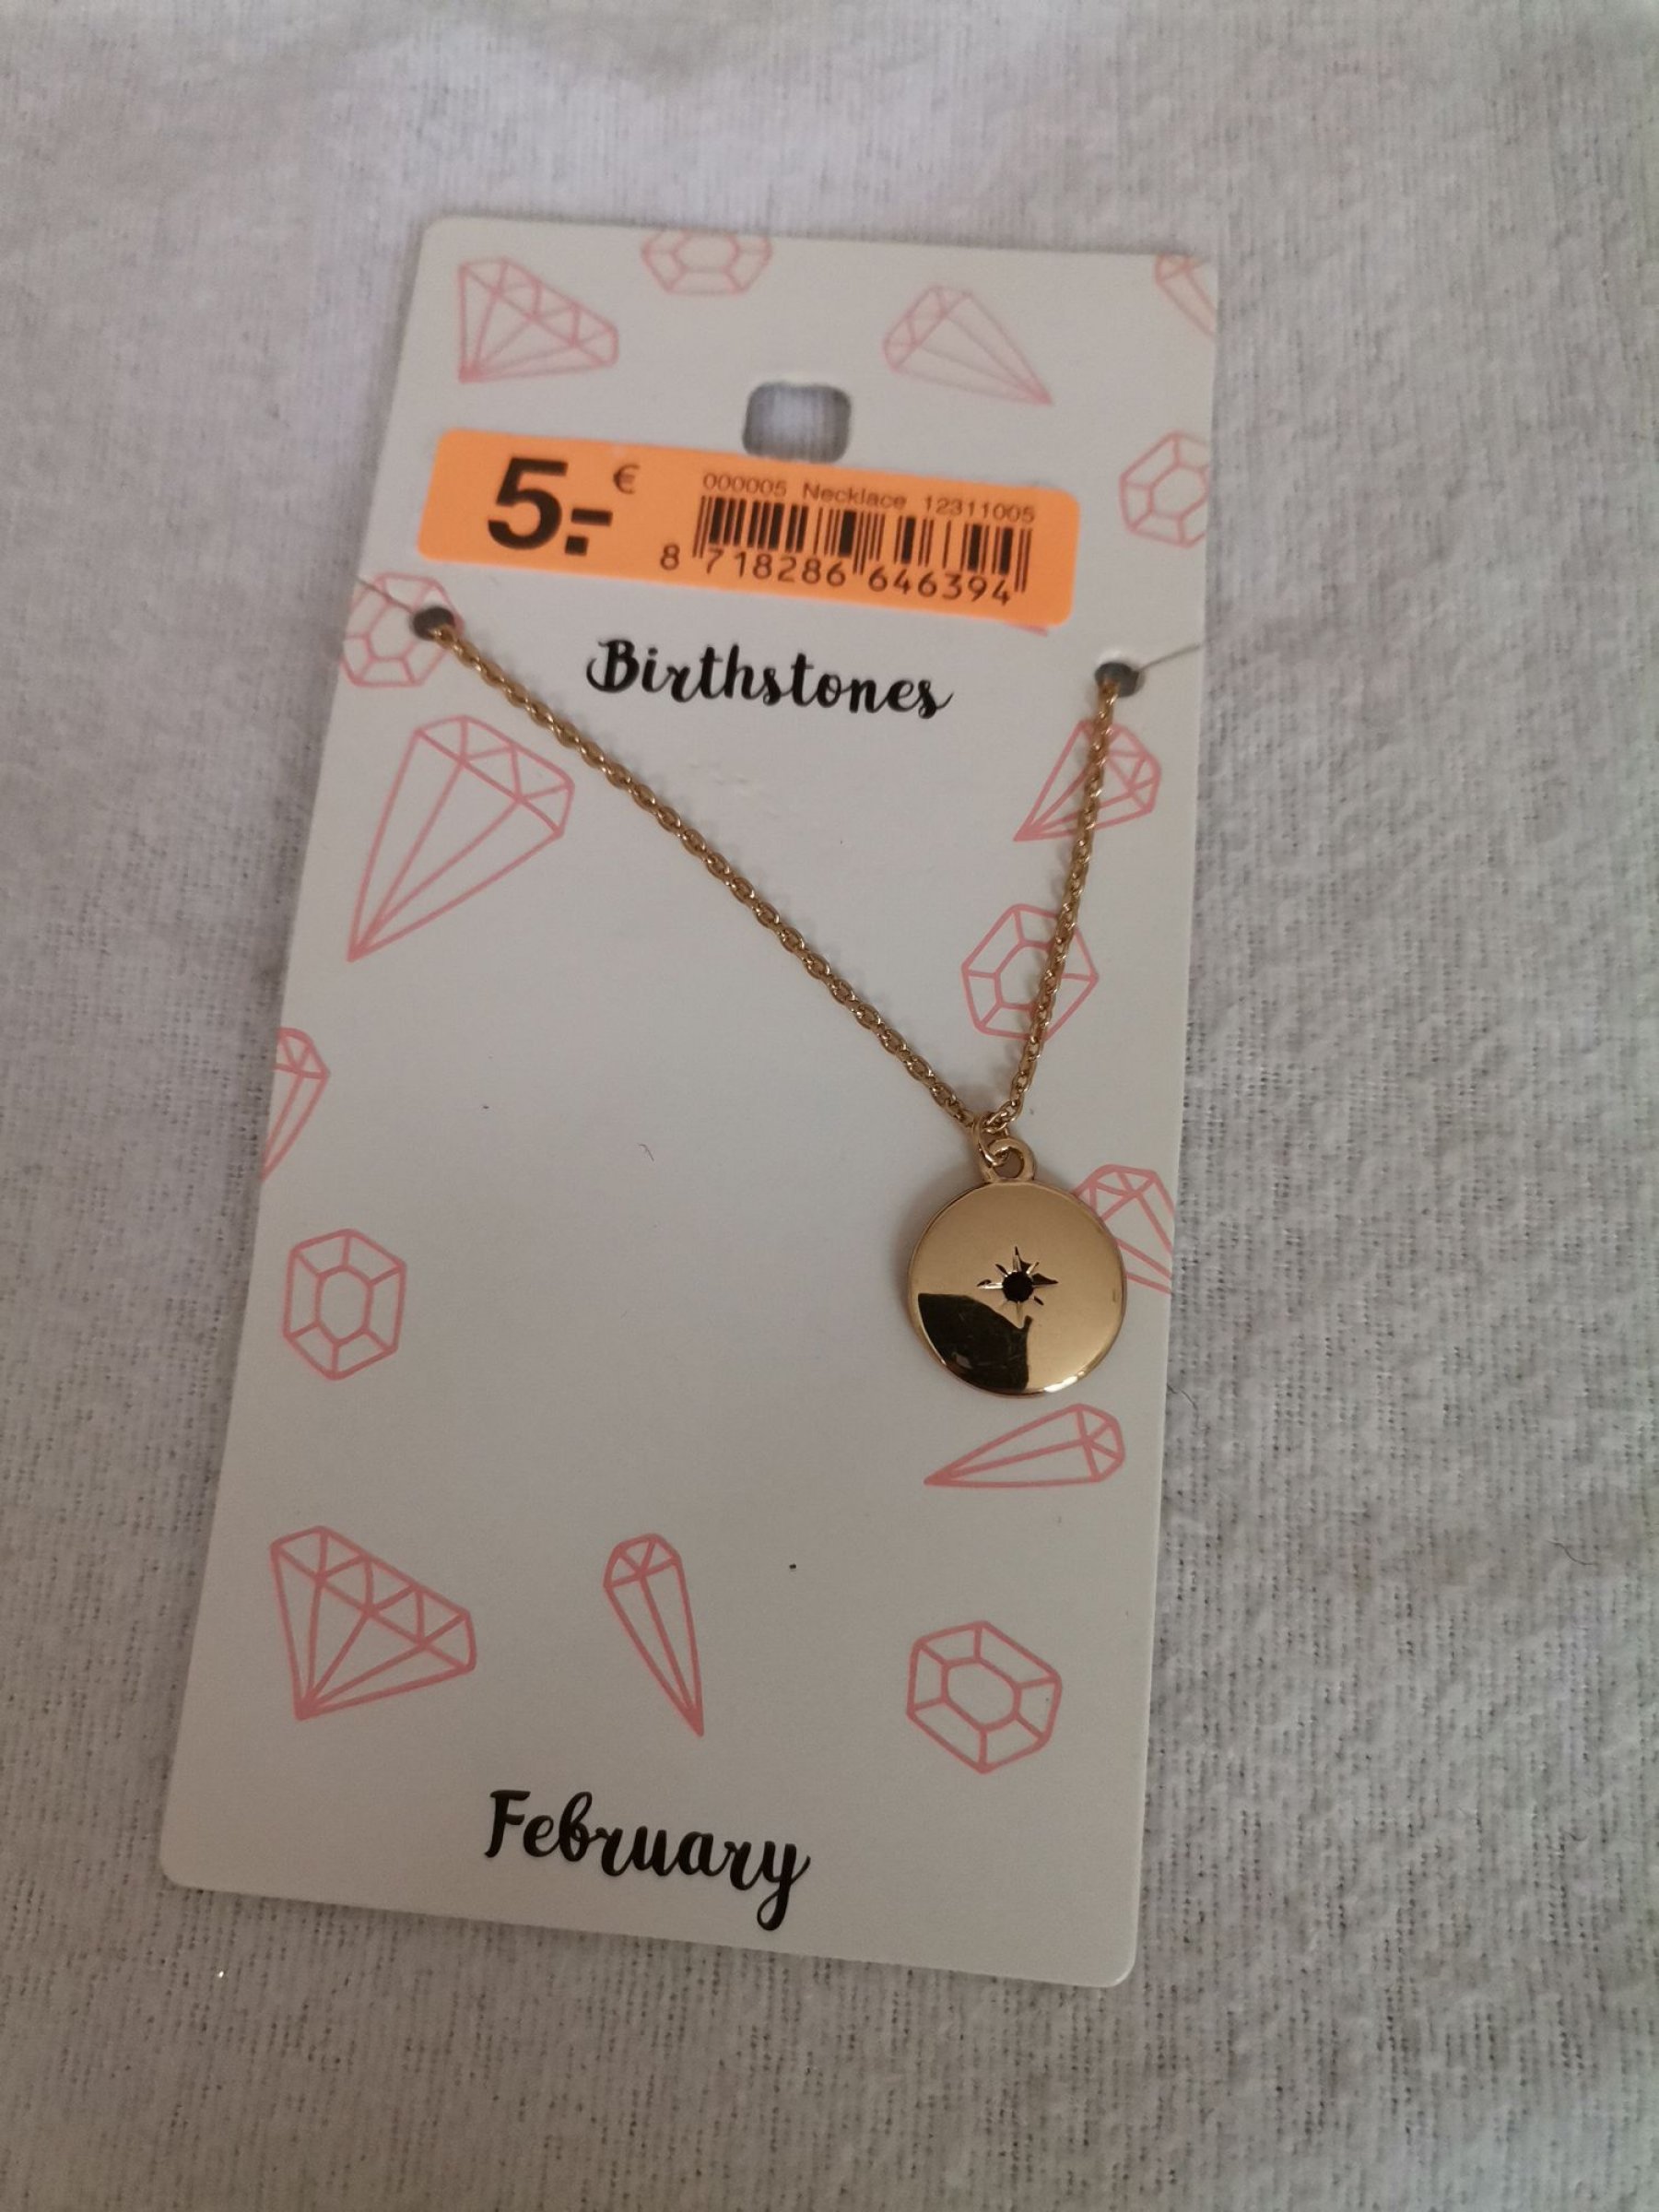 5.- €
000005 Necklace 12311005
8 718286 646394
Birthstones
February